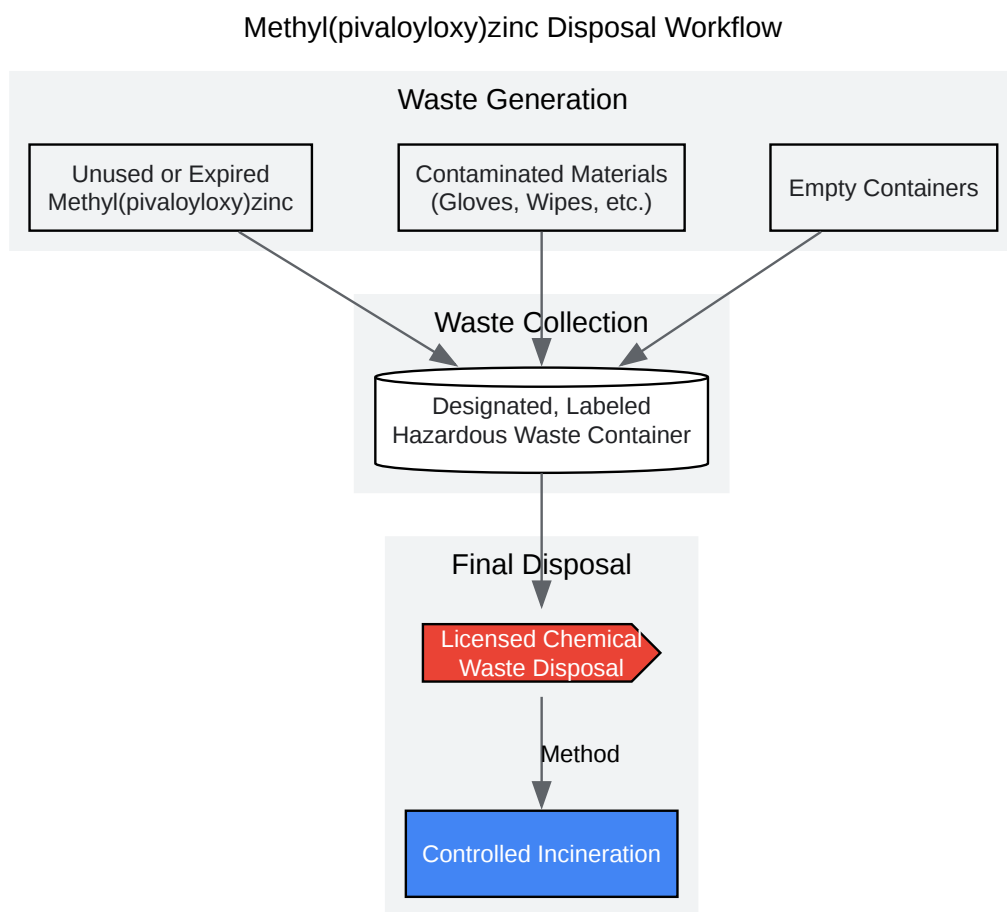 Methyl(pivaloyloxy)zinc Disposal Workflow
Waste Generation
Unused or Expired
Methyl(pivaloyloxy)zinc
Contaminated Materials
(Gloves, Wipes, etc.)
Empty Containers
Waste Collection
Designated, Labeled
Hazardous Waste Container
Final Disposal
Licensed Chemical
Waste Disposal
Method
Controlled Incineration